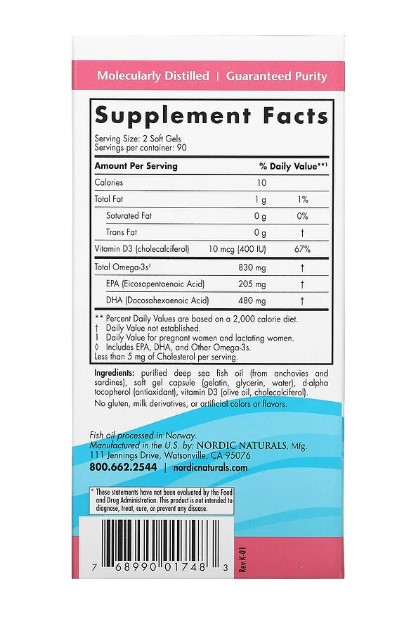 Molecularly Distilled | Guaranteed Purity
Supplement Facts
Serving Size: 2 Soft Gels
Servings per container: 90
Amount Per Serving % Daily Value**¹
Calories 10
Total Fat 1 g 1%
Saturated Fat 0 g 0%
Trans Fat 0 g †
Vitamin D3 (cholecalciferol) 10 mcg (400 IU) 67%
Total Omega-3s◊ 830 mg †
EPA (Eicosapentaenoic Acid) 205 mg †
DHA (Docosahexaenoic Acid) 480 mg †
** Percent Daily Values are based on a 2,000 calorie diet.
† Daily Value not established.
1 Daily Value for pregnant women and lactating women.
◊ Includes EPA, DHA, and Other Omega-3s.
Less than 5 mg of Cholesterol per serving.
Ingredients: purified deep sea fish oil (from anchovies and
sardines), soft gel capsule (gelatin, glycerin, water), d-alpha
tocopherol (antioxidant), vitamin D3 (olive oil, cholecalciferol).
No gluten, milk derivatives, or artificial colors or flavors.
Fish oil processed in Norway.
Manufactured in the U.S. by: NORDIC NATURALS, Mfg.
111 Jennings Drive, Watsonville, CA 95076
800.662.2544 | nordicnaturals.com
* These statements have not been evaluated by the Food
and Drug Administration. This product is not intended to
diagnose, treat, cure, or prevent any disease.
7 68990 01748 3
Rev.K-01